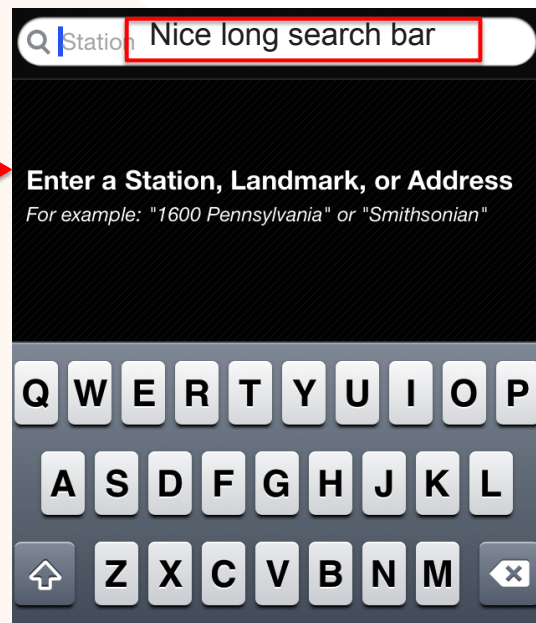 Station Nice long search bar
Enter a Station, Landmark, or Address
For example: "1600 Pennsylvania" or "Smithsonian"
Q W E R T Y U I O P
A S D F G H J K L
Z X C V B N M